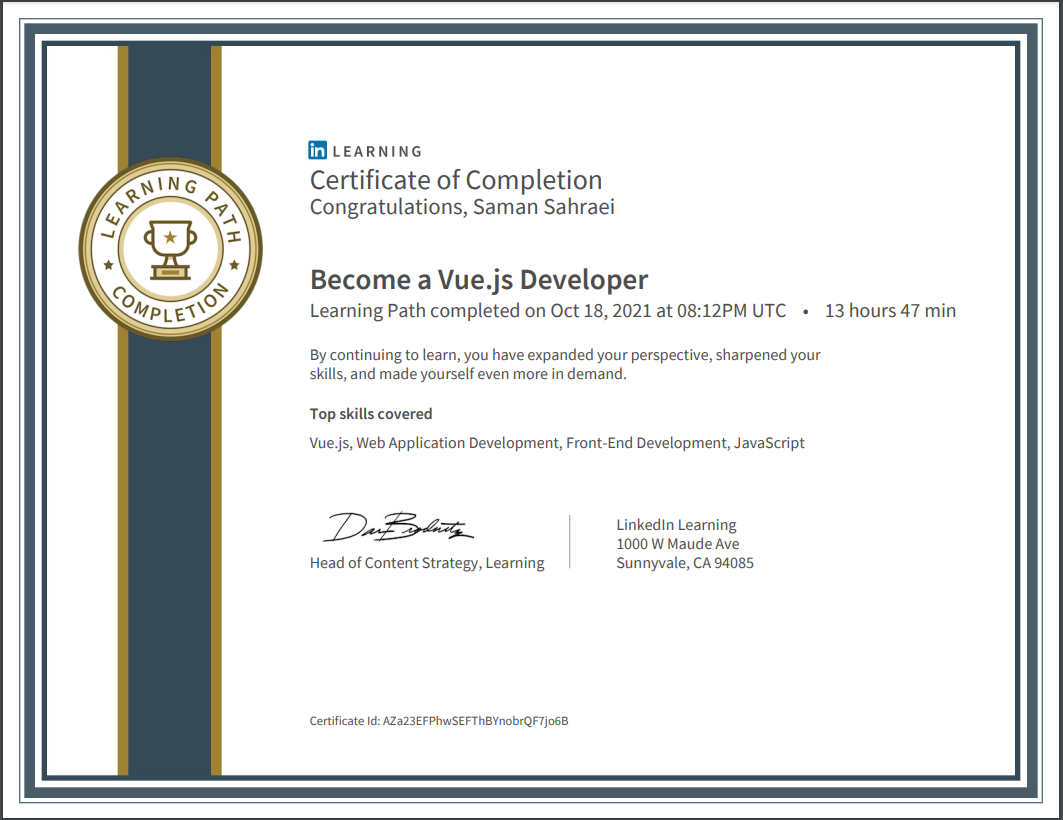 LEARNING PATH
COMPLETION
in LEARNING
Certificate of Completion
Congratulations, Saman Sahraei
Become a Vue.js Developer
Learning Path completed on Oct 18, 2021 at 08:12PM UTC • 13 hours 47 min
By continuing to learn, you have expanded your perspective, sharpened your
skills, and made yourself even more in demand.
Top skills covered
Vue.js, Web Application Development, Front-End Development, JavaScript
Head of Content Strategy, Learning
LinkedIn Learning
1000 W Maude Ave
Sunnyvale, CA 94085
Certificate Id: AZa23EFPhwSEFThBYnobrQF7jo6B